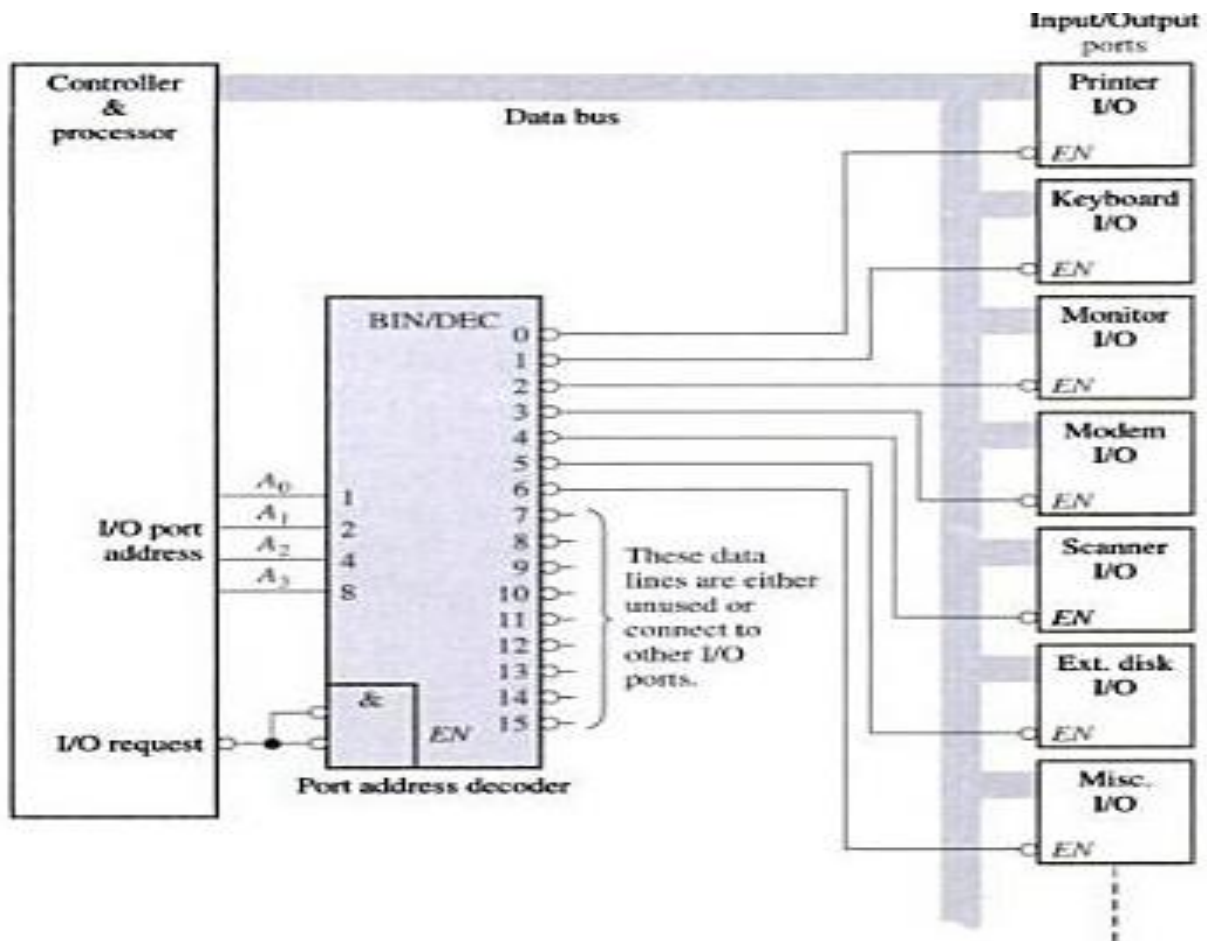 Input/Output
ports
Controller
&
processor
Data bus
Printer
I/O
EN
Keyboard
I/O
EN
Monitor
I/O
EN
Modem
I/O
EN
Scanner
I/O
EN
Ext. disk
I/O
EN
Misc.
I/O
EN
BIN/DEC
0
1
2
3
4
5
6
7
8
9
10
11
12
13
14
15
I/O port
address
A0
A1
A2
A3
1
2
4
8
These data
lines are either
unused or
connect to
other I/O
ports.
I/O request
&
EN
Port address decoder